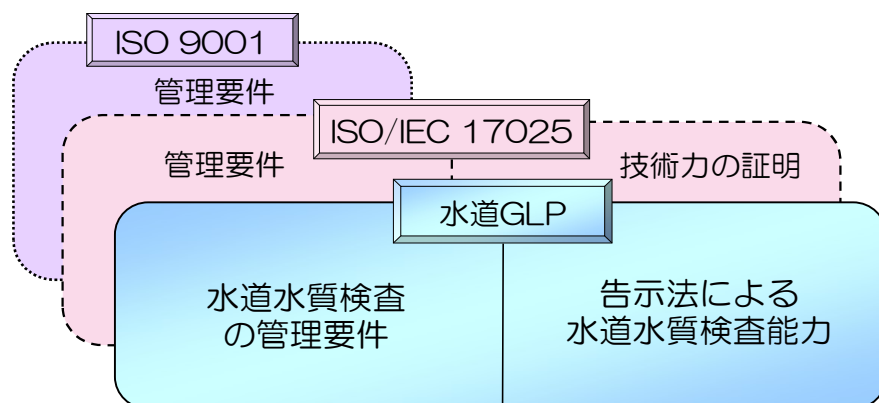 ISO 9001
管理要件
ISO/IEC 17025
管理要件
技術力の証明
水道GLP
水道水質検査
の管理要件
告示法による
水道水質検査能力